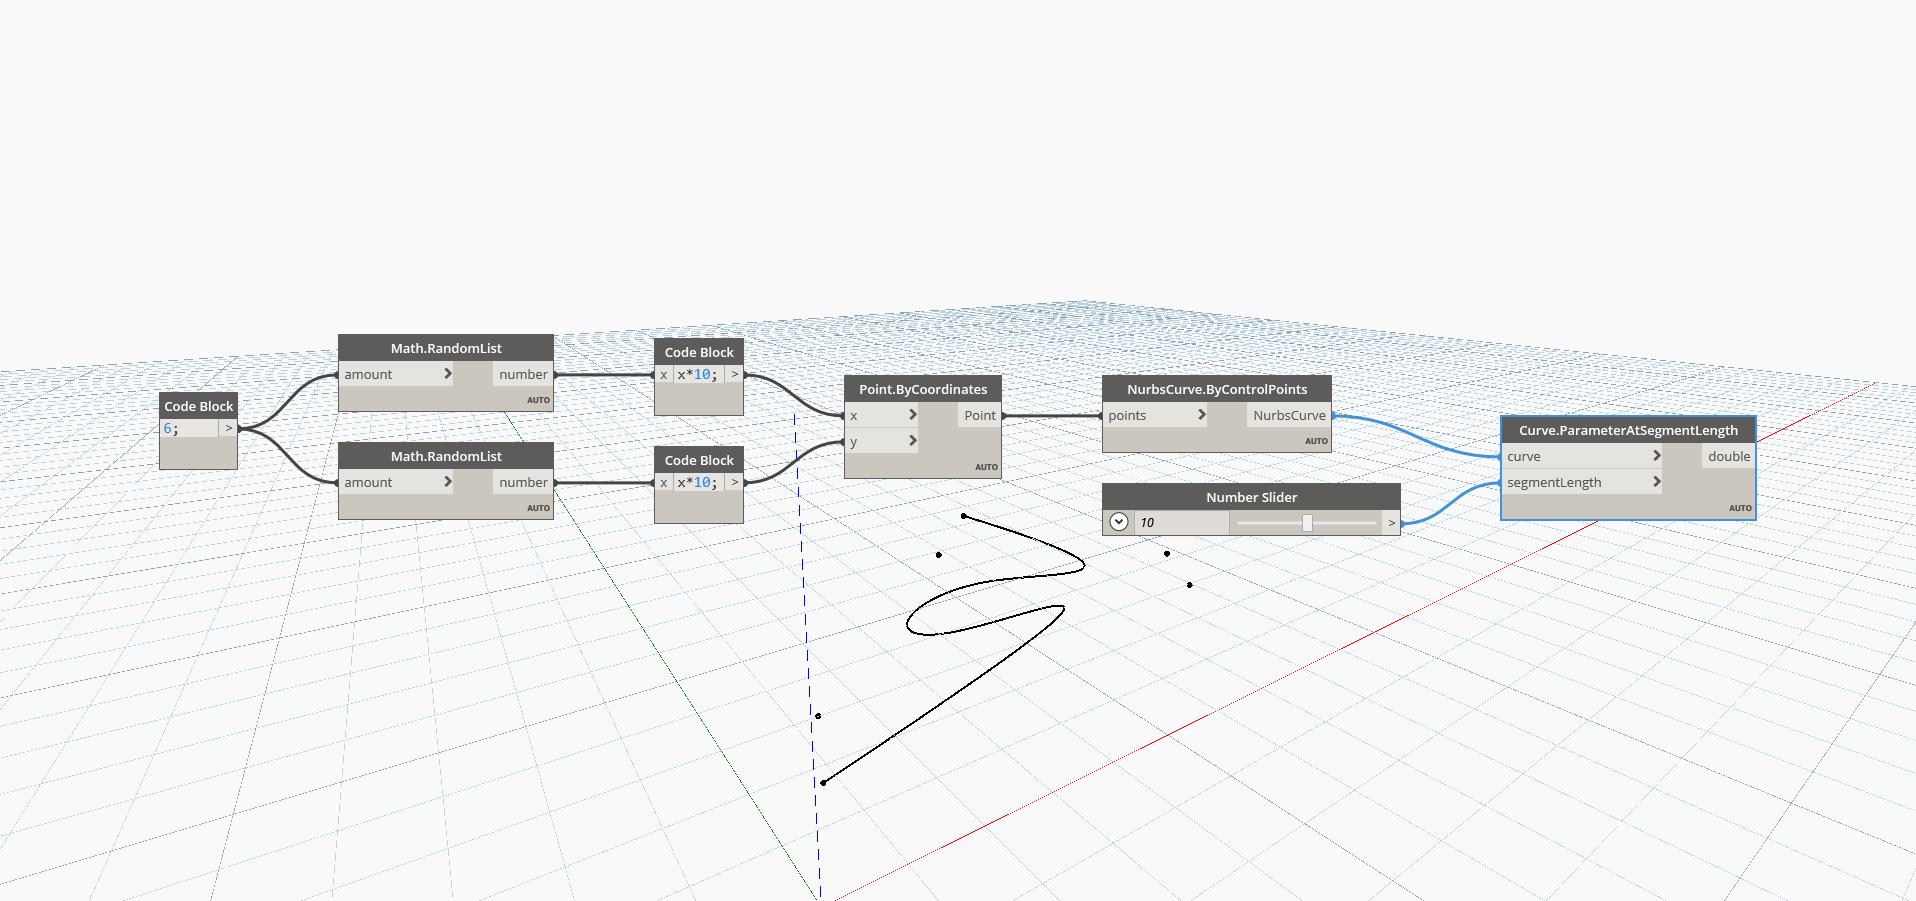 Code Block
6; >
Math.RandomList
amount > number
AUTO
Math.RandomList
amount > number
AUTO
Code Block
x x*10; >
Code Block
x x*10; >
Point.ByCoordinates
x > Point
y >
AUTO
NurbsCurve.ByControlPoints
points > NurbsCurve
AUTO
Number Slider
10 >
Curve.ParameterAtSegmentLength
curve > double
segmentLength >
AUTO